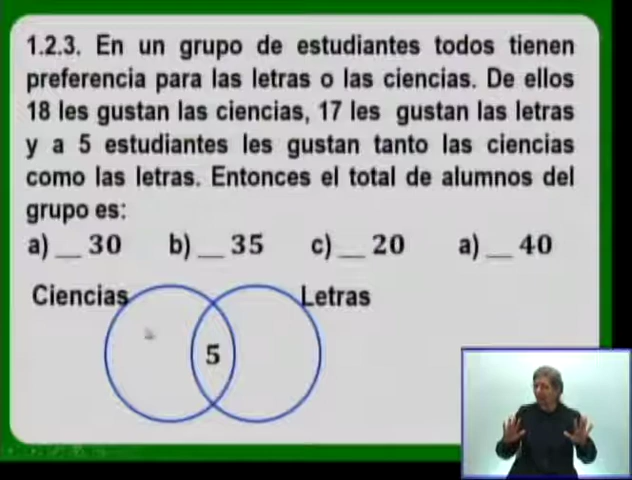 1.2.3. En un grupo de estudiantes todos tienen
preferencia para las letras o las ciencias. De ellos
18 les gustan las ciencias, 17 les gustan las letras
y a 5 estudiantes les gustan tanto las ciencias
como las letras. Entonces el total de alumnos del
grupo es:
a) __ 30 b) __ 35 c) __ 20 a) __ 40
Ciencias Letras
5